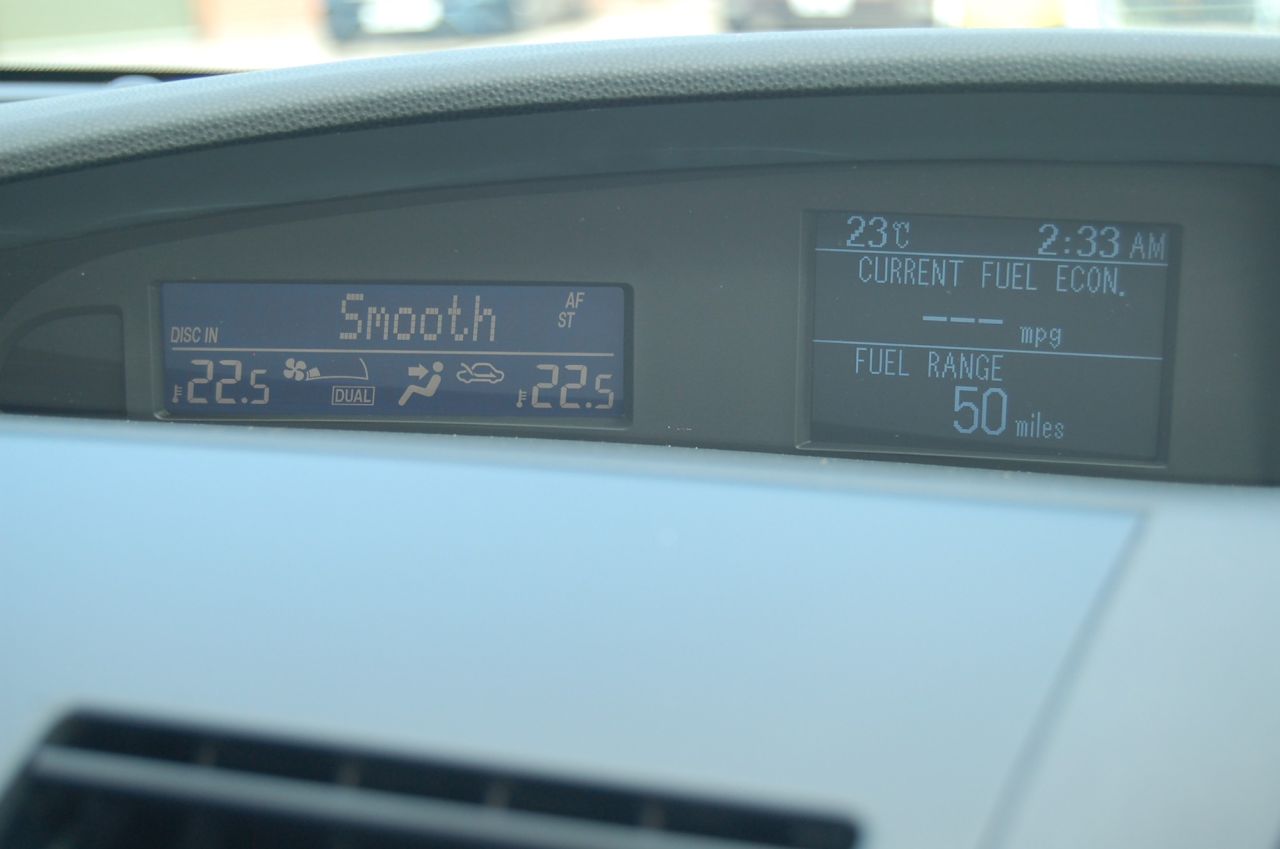 Smooth
AF
ST
DISC IN
22.5
DUAL
22.5
23℃ 2:33 AM
CURRENT FUEL ECON.
--- mpg
FUEL RANGE
50 miles